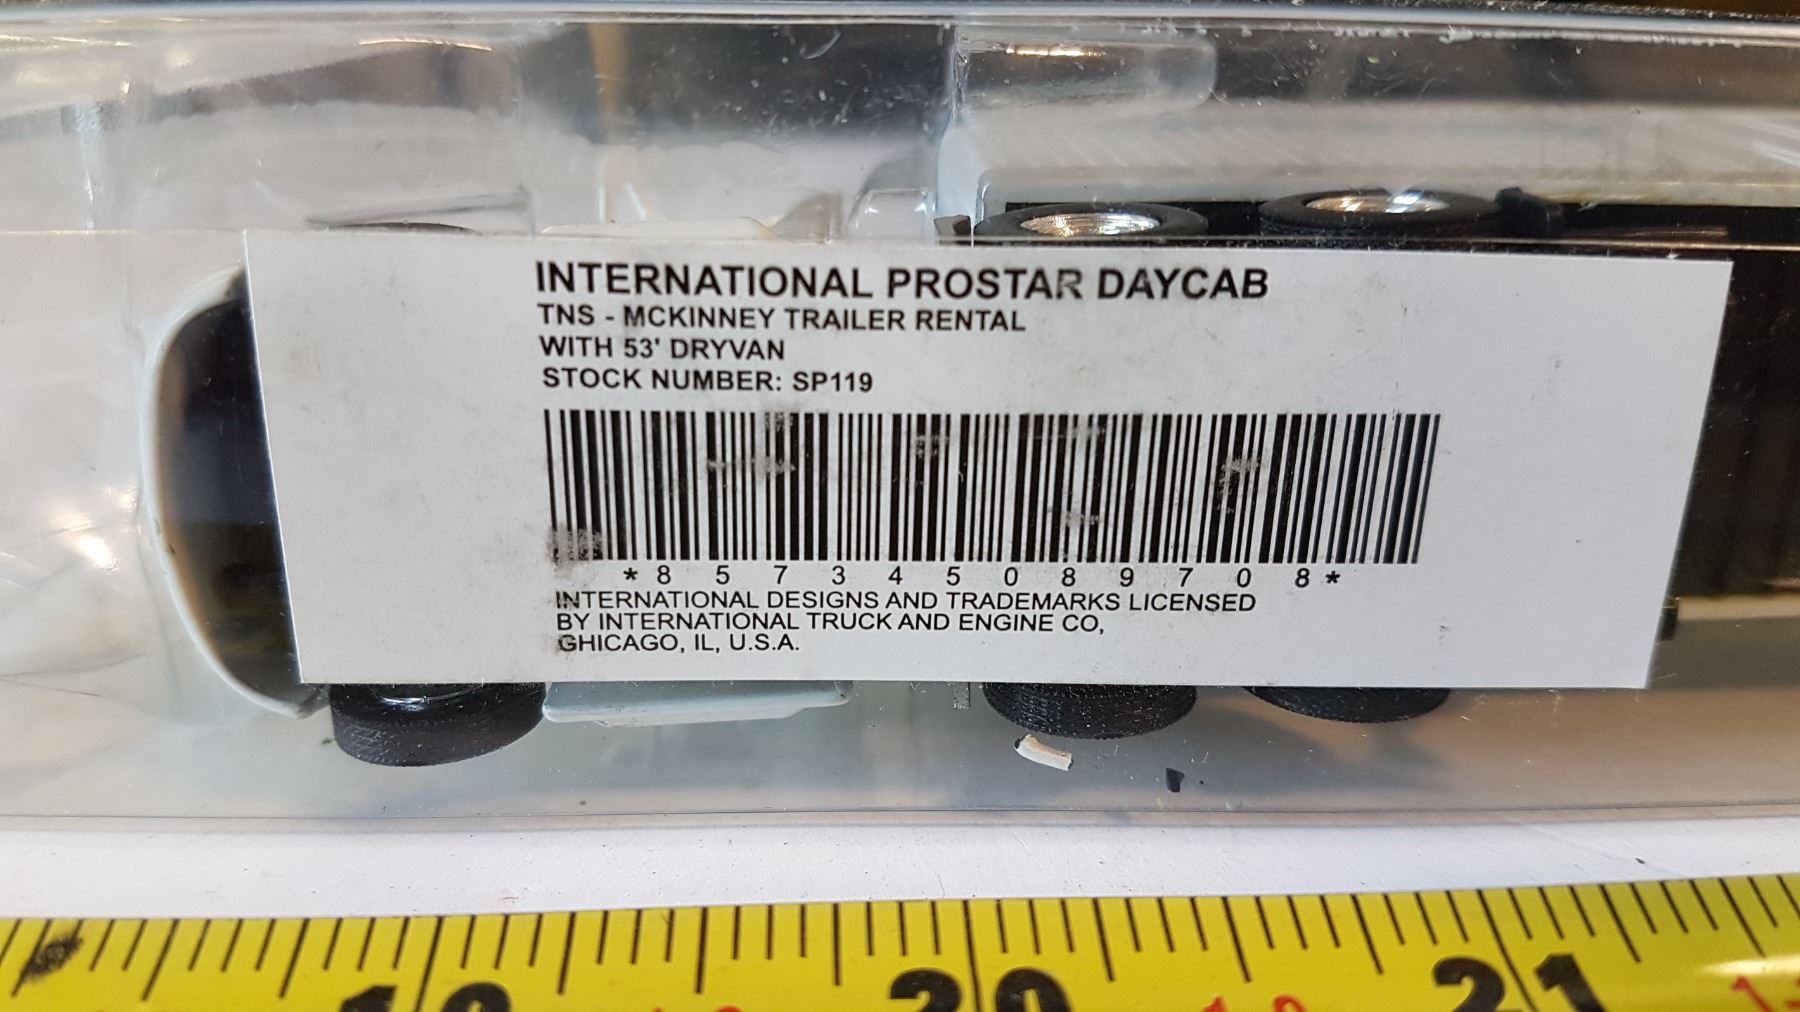 INTERNATIONAL PROSTAR DAYCAB
TNS - MCKINNEY TRAILER RENTAL
WITH 53' DRYVAN
STOCK NUMBER: SP119
*857345089708*
INTERNATIONAL DESIGNS AND TRADEMARKS LICENSED
BY INTERNATIONAL TRUCK AND ENGINE CO,
CHICAGO, IL, U.S.A.
20
21